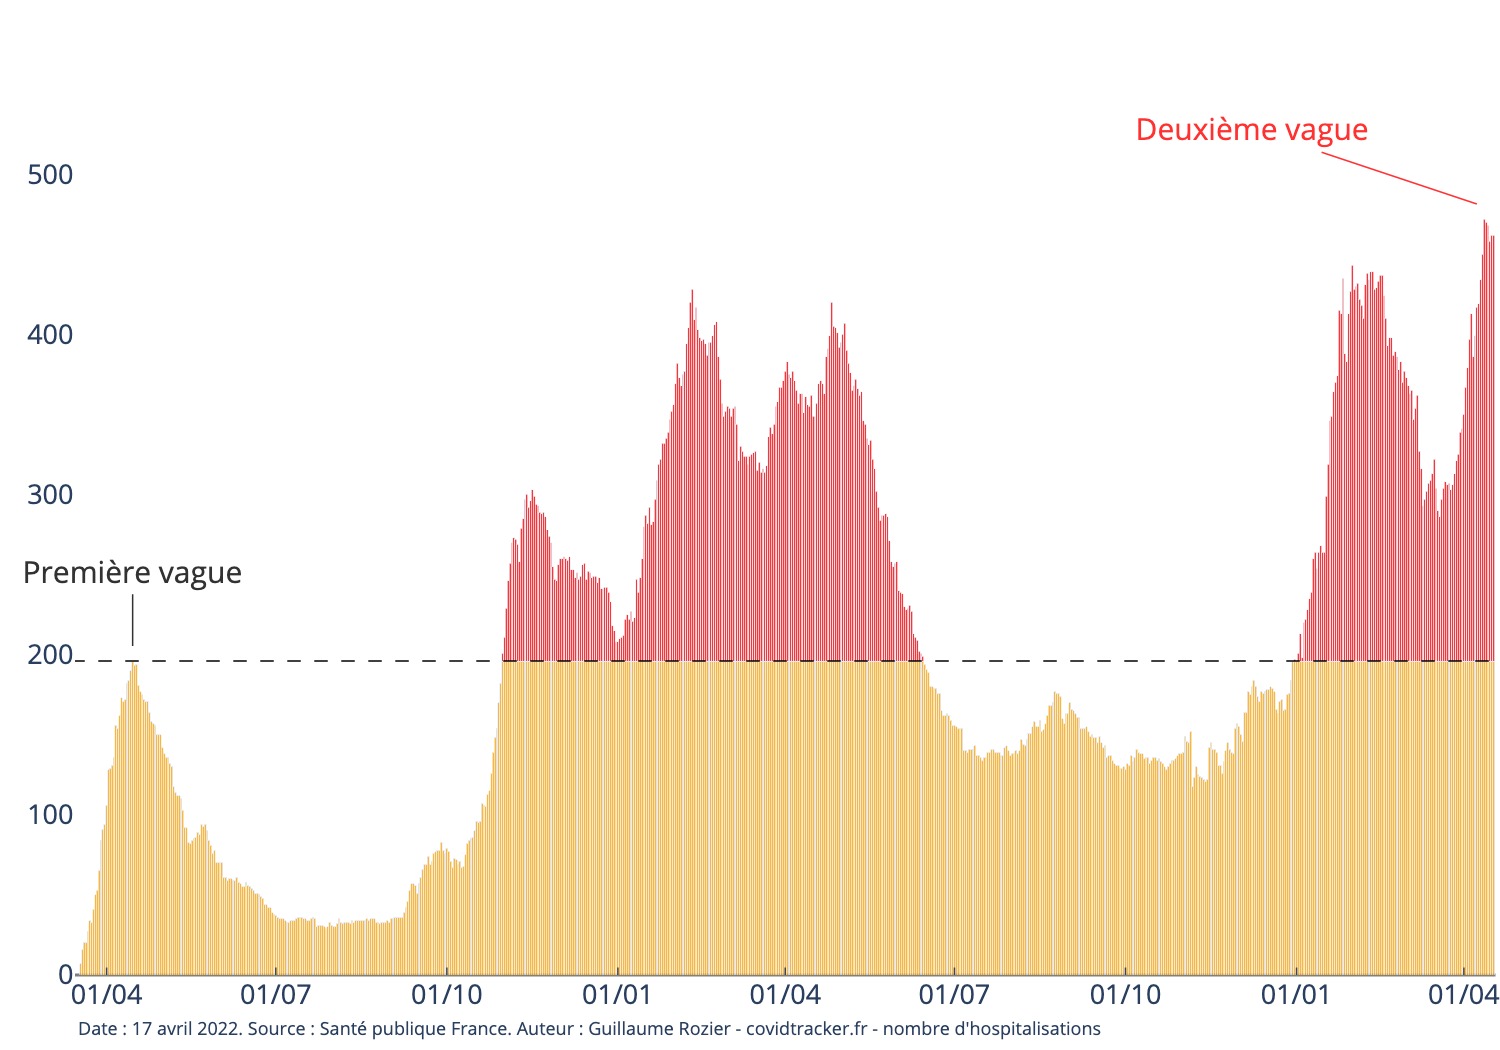 Deuxième vague
500
400
300
Première vague
200
100
0
01/04 01/07 01/10 01/01 01/04 01/07 01/10 01/01 01/04
Date : 17 avril 2022. Source : Santé publique France. Auteur : Guillaume Rozier - covidtracker.fr - nombre d'hospitalisations